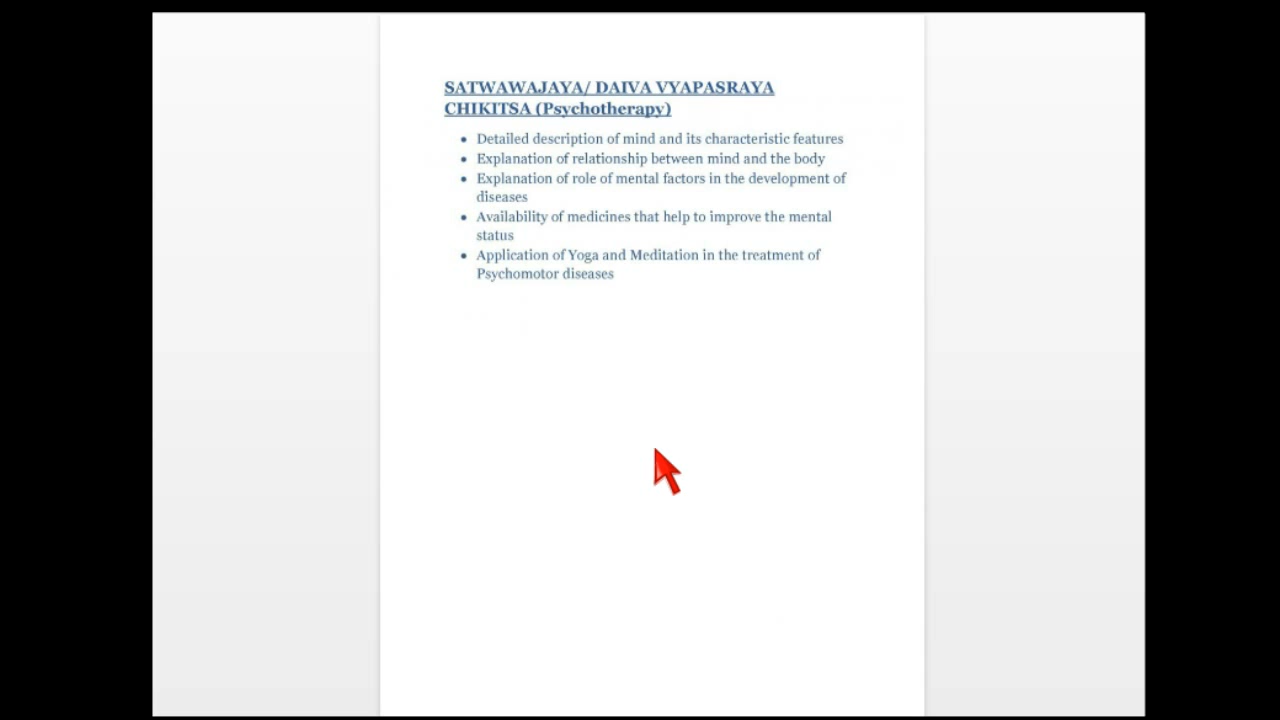 SATWAWAJAYA/ DAIVA VYAPASRAYA
CHIKITSA (Psychotherapy)
• Detailed description of mind and its characteristic features
• Explanation of relationship between mind and the body
• Explanation of role of mental factors in the development of
diseases
• Availability of medicines that help to improve the mental
status
• Application of Yoga and Meditation in the treatment of
Psychomotor diseases